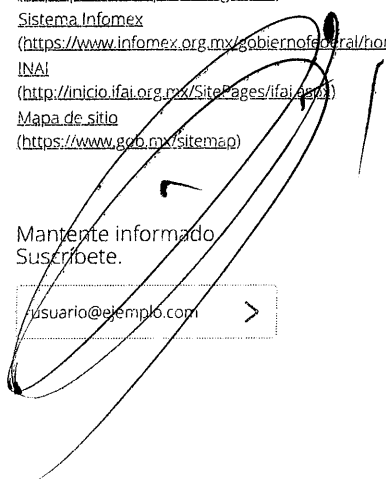 Sistema Infomex
(https://www.infomex.org.mx/gobiernofederal/hom
INAI
(http://inicio.ifai.org.mx/SitePages/ifai.aspx)
Mapa de sitio
(https://www.gob.mx/sitemap)
Mantente informado
Suscríbete.
usuario@ejemplo.com